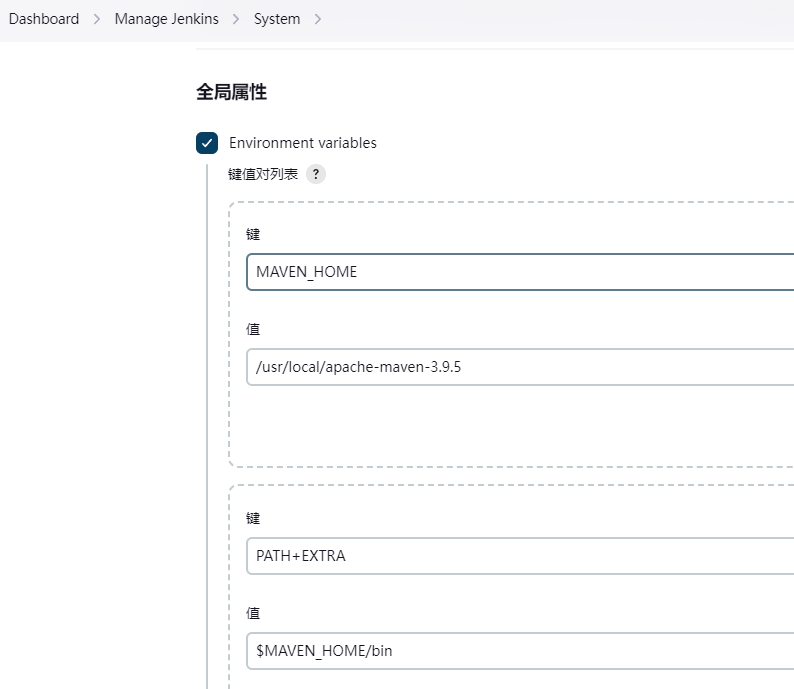 Dashboard > Manage Jenkins > System >
全局属性
Environment variables
键值对列表 ?
键
MAVEN_HOME
值
/usr/local/apache-maven-3.9.5
键
PATH+EXTRA
值
$MAVEN_HOME/bin